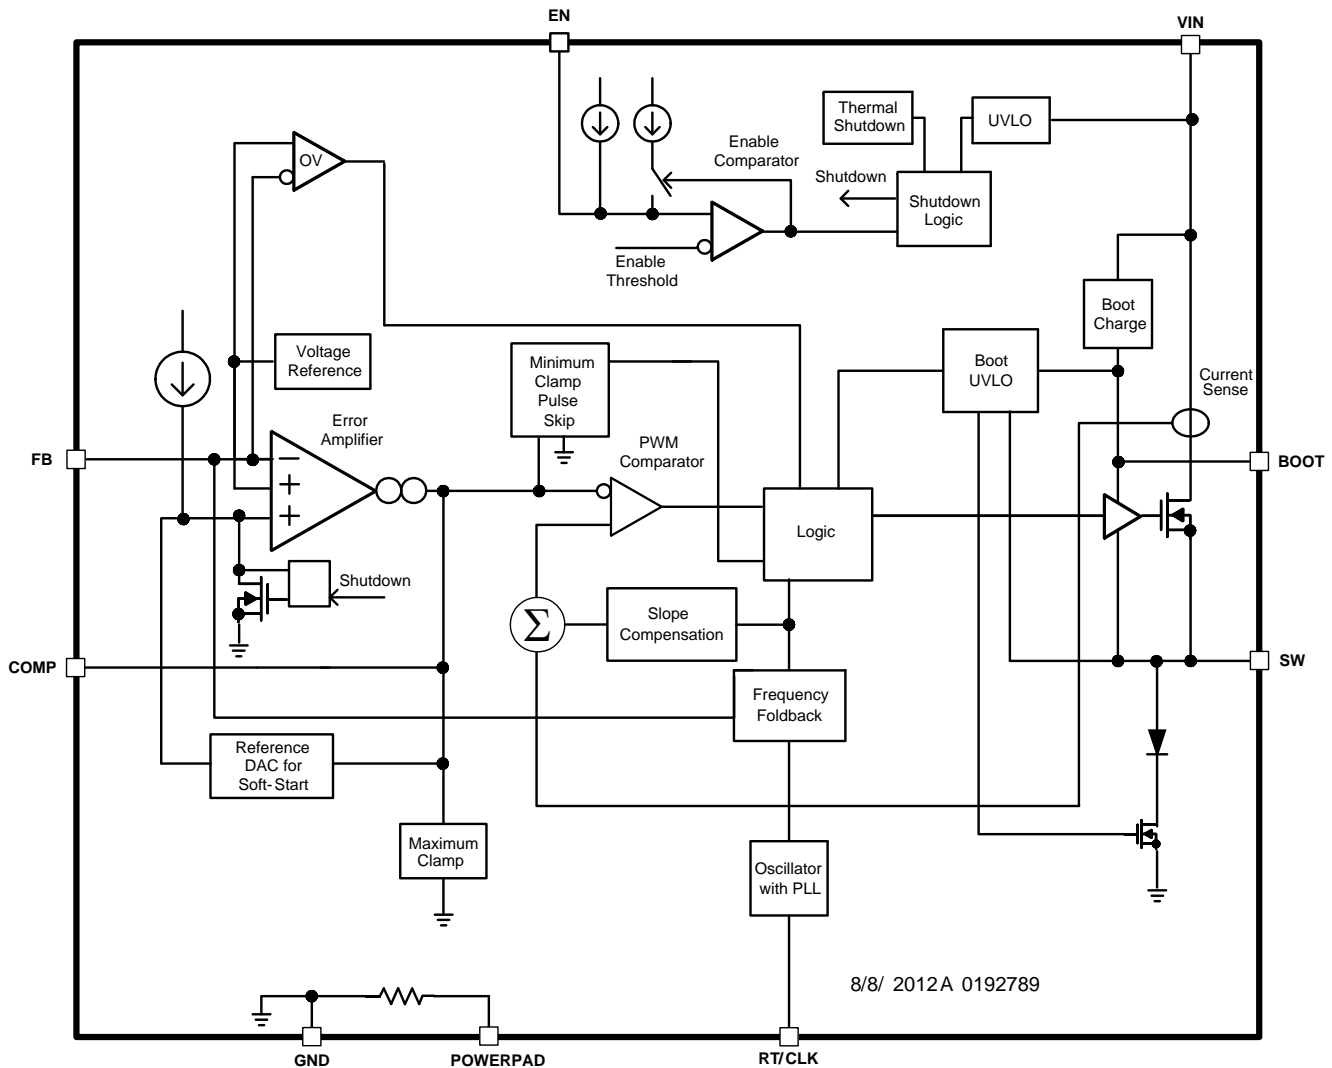 EN
VIN
Thermal
Shutdown
UVLO
Enable
Comparator
OV
Shutdown
Shutdown
Logic
Enable
Threshold
Boot
Charge
Voltage
Reference
Minimum
Clamp
Pulse
Skip
Boot
UVLO
Current
Sense
Error
Amplifier
PWM
Comparator
FB
BOOT
−
+
+
Logic
Shutdown
Σ
Slope
Compensation
COMP
SW
Frequency
Foldback
Reference
DAC for
Soft-Start
Maximum
Clamp
Oscillator
with PLL
8/8/ 2012A 0192789
GND
POWERPAD
RT/CLK